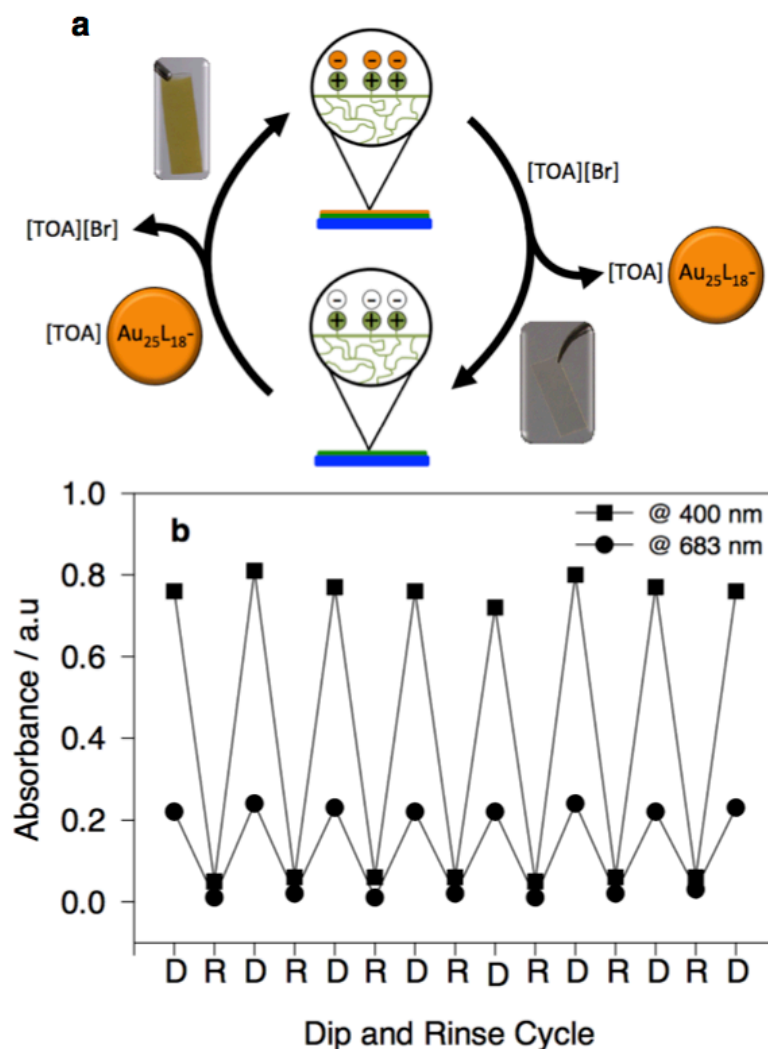 a
- - -
+ + +
[TOA][Br]
[TOA][Br]
[TOA] Au₂₅L₁₈-
[TOA] Au₂₅L₁₈-
- - -
+ + +
b
@ 400 nm
@ 683 nm
1.0
0.8
0.6
0.4
0.2
0.0
Absorbance / a.u
D R D R D R D R D R D R D R D
Dip and Rinse Cycle